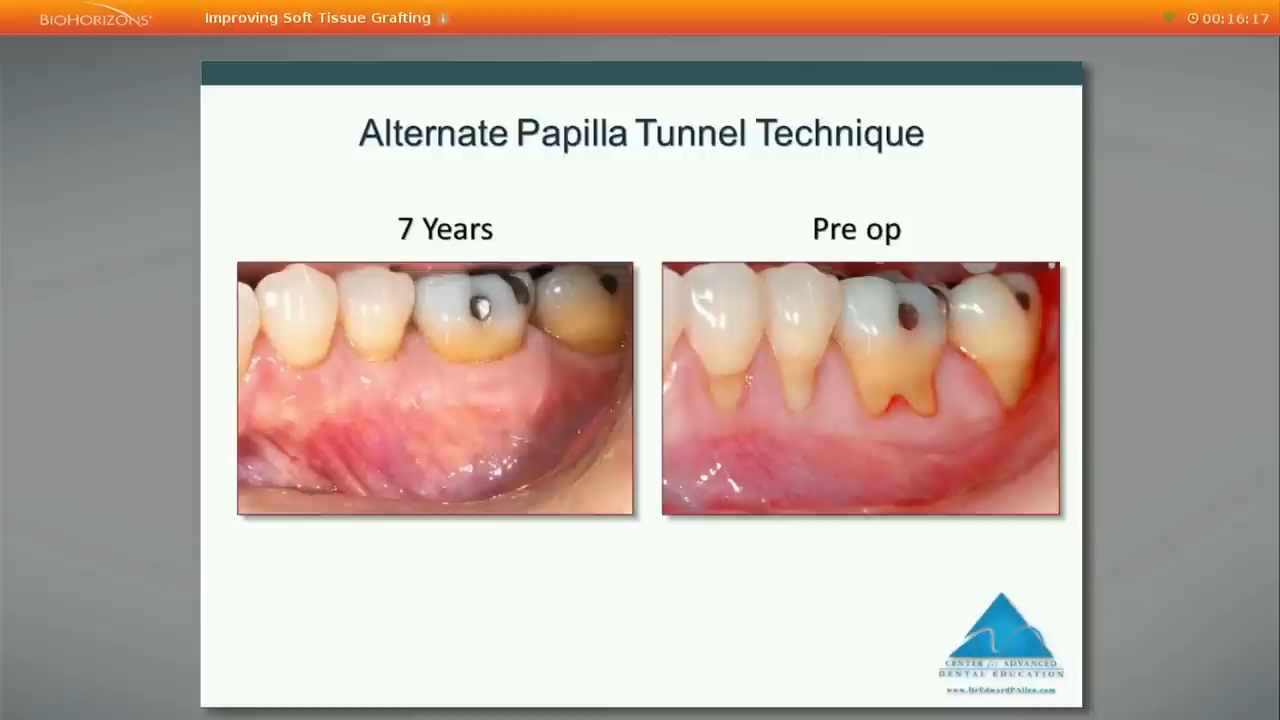 BIOHORIZONS®
Improving Soft Tissue Grafting
00:16:17
Alternate Papilla Tunnel Technique
7 Years
Pre op
CENTER for ADVANCED
DENTAL EDUCATION
www.DrEdwardPAllen.com